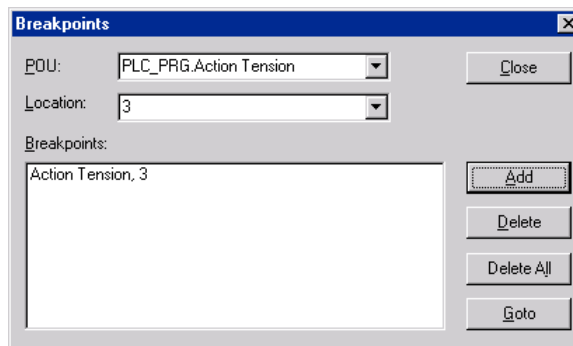 Breakpoints
POU: PLC_PRG.Action Tension Close
Location: 3
Breakpoints:
Action Tension, 3
Add
Delete
Delete All
Goto